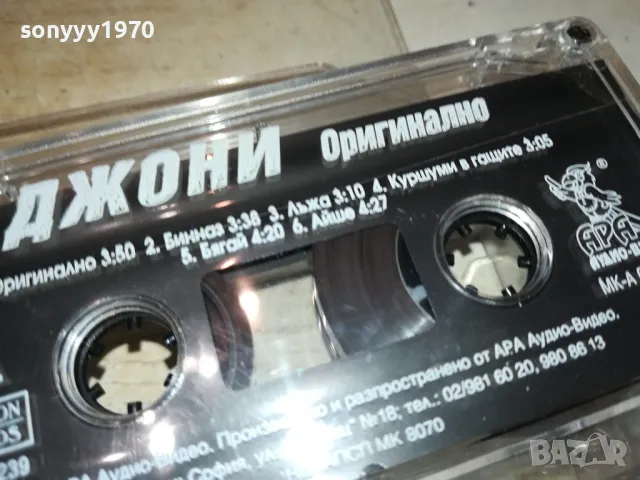 sonyyy1970
ДЖОНИ Оригинално
Оригинално 3:50 2. Бинназ 3:38 3. Лъжа 3:10 4. Куршуми в гащите 3:05
5. Бягай 4:20 6. Айше 4:27
®
АРА
АУДИО-
МК-А
АРА Аудио-Видео. и разпространено от АРА Аудио-Видео.
София, №18; тел.: 02/981 60 20, 980 86 13
МК 8070
239
BAZAR